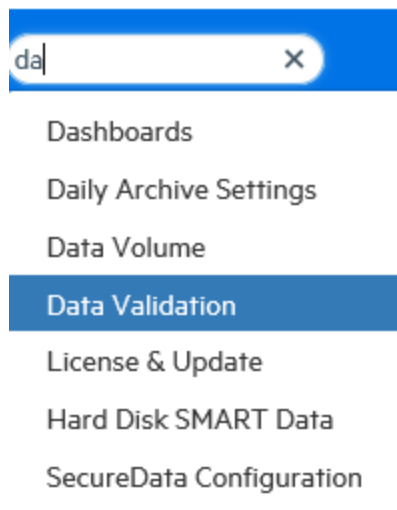 da
Dashboards
Daily Archive Settings
Data Volume
Data Validation
License & Update
Hard Disk SMART Data
SecureData Configuration